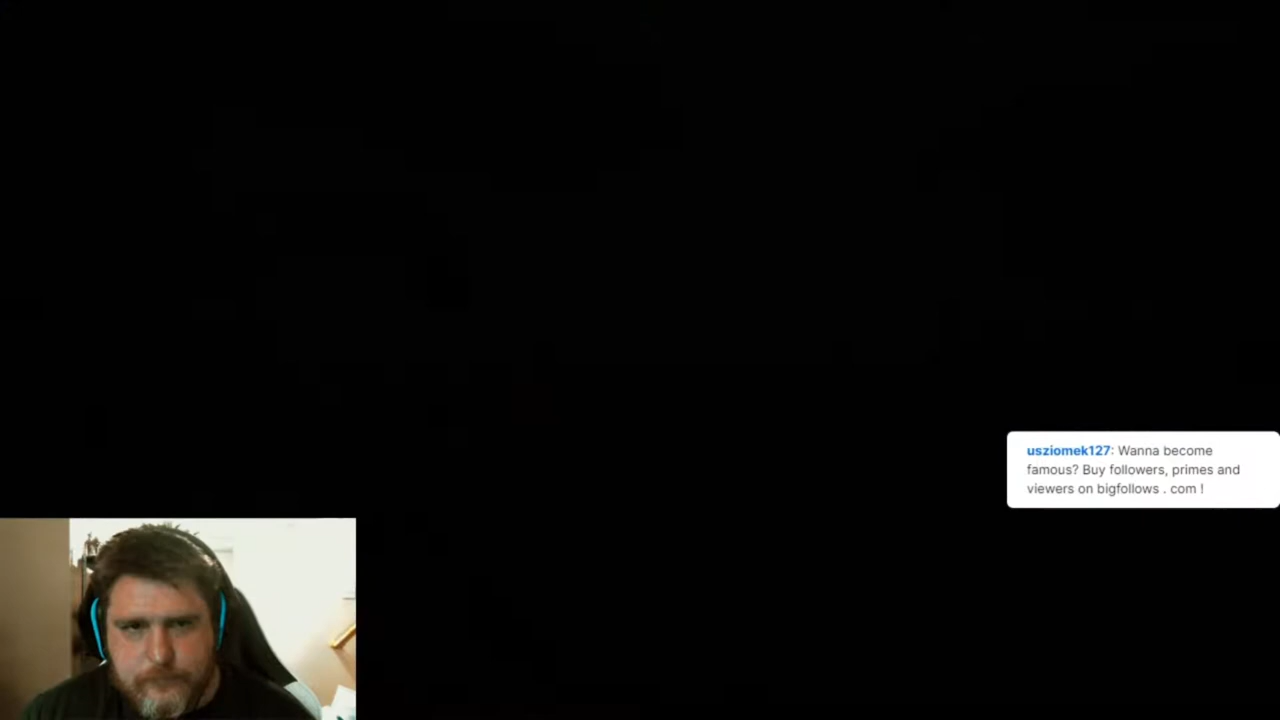 usziomek127: Wanna become
famous? Buy followers, primes and
viewers on bigfollows . com !